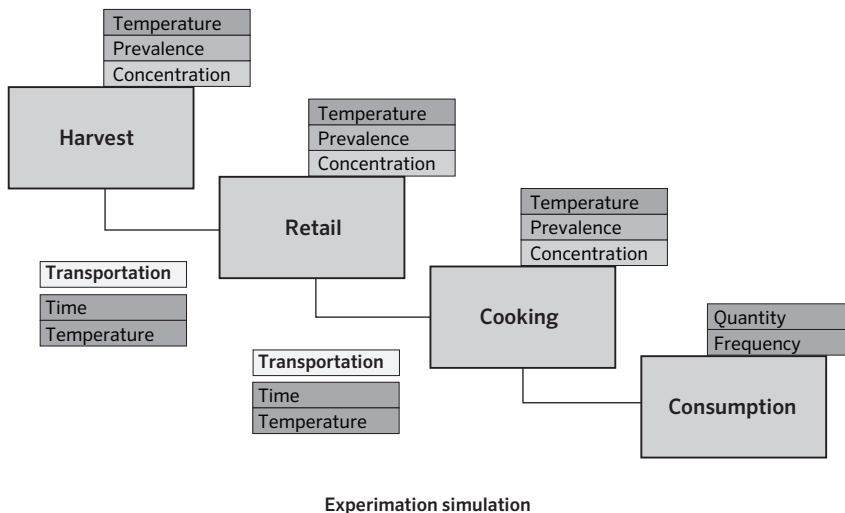 Temperature
Prevalence
Concentration
Harvest
Temperature
Prevalence
Concentration
Retail
Transportation
Time
Temperature
Temperature
Prevalence
Concentration
Cooking
Transportation
Time
Temperature
Quantity
Frequency
Consumption
Experimation simulation